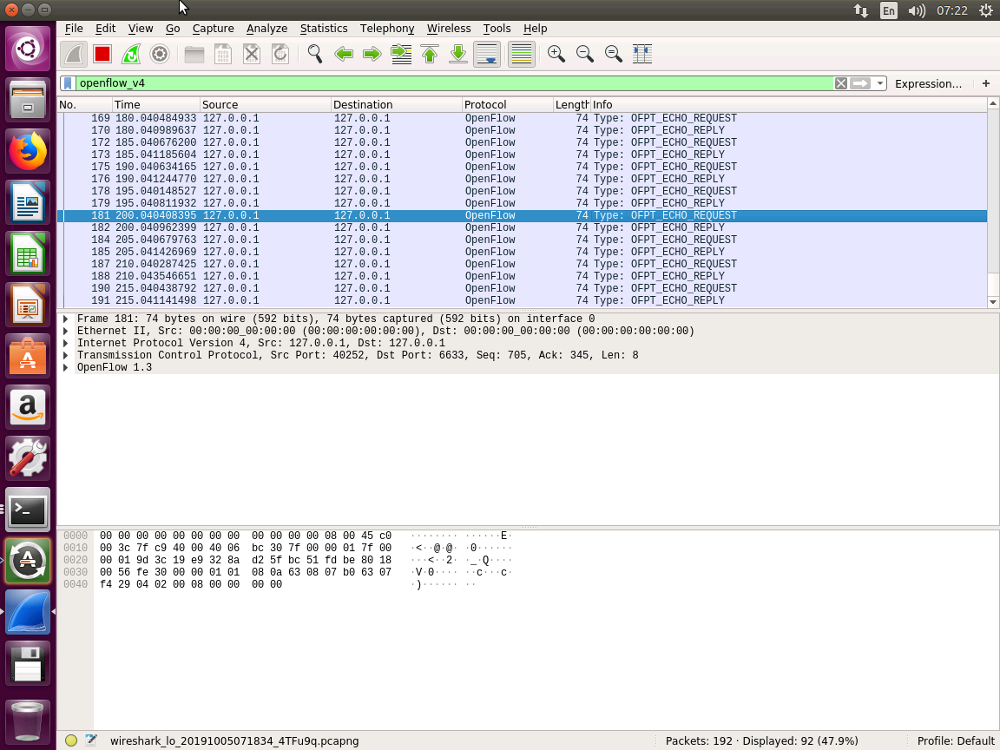 En 07:22
File Edit View Go Capture Analyze Statistics Telephony Wireless Tools Help
openflow_v4 Expression… +
No. Time Source Destination Protocol Length Info
169 180.040484933 127.0.0.1 127.0.0.1 OpenFlow 74 Type: OFPT_ECHO_REQUEST
170 180.040989637 127.0.0.1 127.0.0.1 OpenFlow 74 Type: OFPT_ECHO_REPLY
172 185.040676200 127.0.0.1 127.0.0.1 OpenFlow 74 Type: OFPT_ECHO_REQUEST
173 185.041185604 127.0.0.1 127.0.0.1 OpenFlow 74 Type: OFPT_ECHO_REPLY
175 190.040634165 127.0.0.1 127.0.0.1 OpenFlow 74 Type: OFPT_ECHO_REQUEST
176 190.041244770 127.0.0.1 127.0.0.1 OpenFlow 74 Type: OFPT_ECHO_REPLY
178 195.040148527 127.0.0.1 127.0.0.1 OpenFlow 74 Type: OFPT_ECHO_REQUEST
179 195.040811932 127.0.0.1 127.0.0.1 OpenFlow 74 Type: OFPT_ECHO_REPLY
181 200.040408395 127.0.0.1 127.0.0.1 OpenFlow 74 Type: OFPT_ECHO_REQUEST
182 200.040962399 127.0.0.1 127.0.0.1 OpenFlow 74 Type: OFPT_ECHO_REPLY
184 205.040679763 127.0.0.1 127.0.0.1 OpenFlow 74 Type: OFPT_ECHO_REQUEST
185 205.041426969 127.0.0.1 127.0.0.1 OpenFlow 74 Type: OFPT_ECHO_REPLY
187 210.040287425 127.0.0.1 127.0.0.1 OpenFlow 74 Type: OFPT_ECHO_REQUEST
188 210.043546651 127.0.0.1 127.0.0.1 OpenFlow 74 Type: OFPT_ECHO_REPLY
190 215.040438792 127.0.0.1 127.0.0.1 OpenFlow 74 Type: OFPT_ECHO_REQUEST
191 215.041141498 127.0.0.1 127.0.0.1 OpenFlow 74 Type: OFPT_ECHO_REPLY
Frame 181: 74 bytes on wire (592 bits), 74 bytes captured (592 bits) on interface 0
Ethernet II, Src: 00:00:00_00:00:00 (00:00:00:00:00:00), Dst: 00:00:00_00:00:00 (00:00:00:00:00:00)
Internet Protocol Version 4, Src: 127.0.0.1, Dst: 127.0.0.1
Transmission Control Protocol, Src Port: 40252, Dst Port: 6633, Seq: 705, Ack: 345, Len: 8
OpenFlow 1.3
0000 00 00 00 00 00 00 00 00 00 00 00 00 08 00 45 c0 ········ ······E·
0010 00 3c 7f c9 40 00 40 06 bc 30 7f 00 00 01 7f 00 ·<··@·@· ·0······
0020 00 01 9d 3c 19 e9 32 8a d2 5f bc 51 fd be 80 18 ···<··2· ·_·Q····
0030 00 56 fe 30 00 00 01 01 08 0a 63 08 07 b0 63 07 ·V·0···· ··c···c·
0040 f4 29 04 02 00 08 00 00 00 00 ·)······ ··
wireshark_lo_20191005071834_4TFu9q.pcapng Packets: 192 · Displayed: 92 (47.9%) Profile: Default